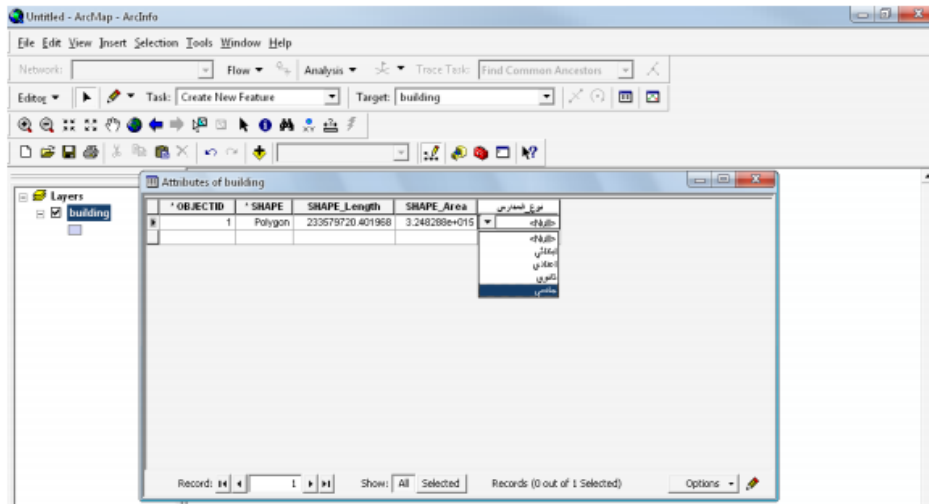 Untitled - ArcMap - ArcInfo
File Edit View Insert Selection Tools Window Help
Network: Flow Analysis Trace Task: Find Common Ancestors
Editor Task: Create New Feature Target: building
Layers
building
Attributes of building
* OBJECTID * SHAPE SHAPE_Length SHAPE_Area نوع_المدارس
1 Polygon 233579720.401968 3.248288e+015 <Null>
<Null>
ابتدائي
اعدادي
ثانوي
جامعي
Record: 1 Show: All Selected Records (0 out of 1 Selected) Options